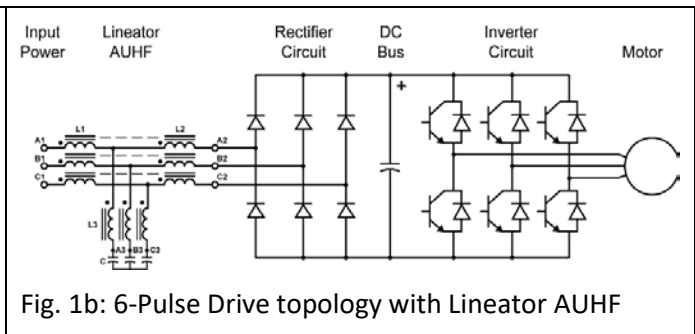 Input Power
Lineator AUHF
Rectifier Circuit
DC Bus
Inverter Circuit
Motor
+
L1
L2
A1
A2
B1
B2
C1
C2
L3
A3
B3
C3
C
Fig. 1b: 6-Pulse Drive topology with Lineator AUHF